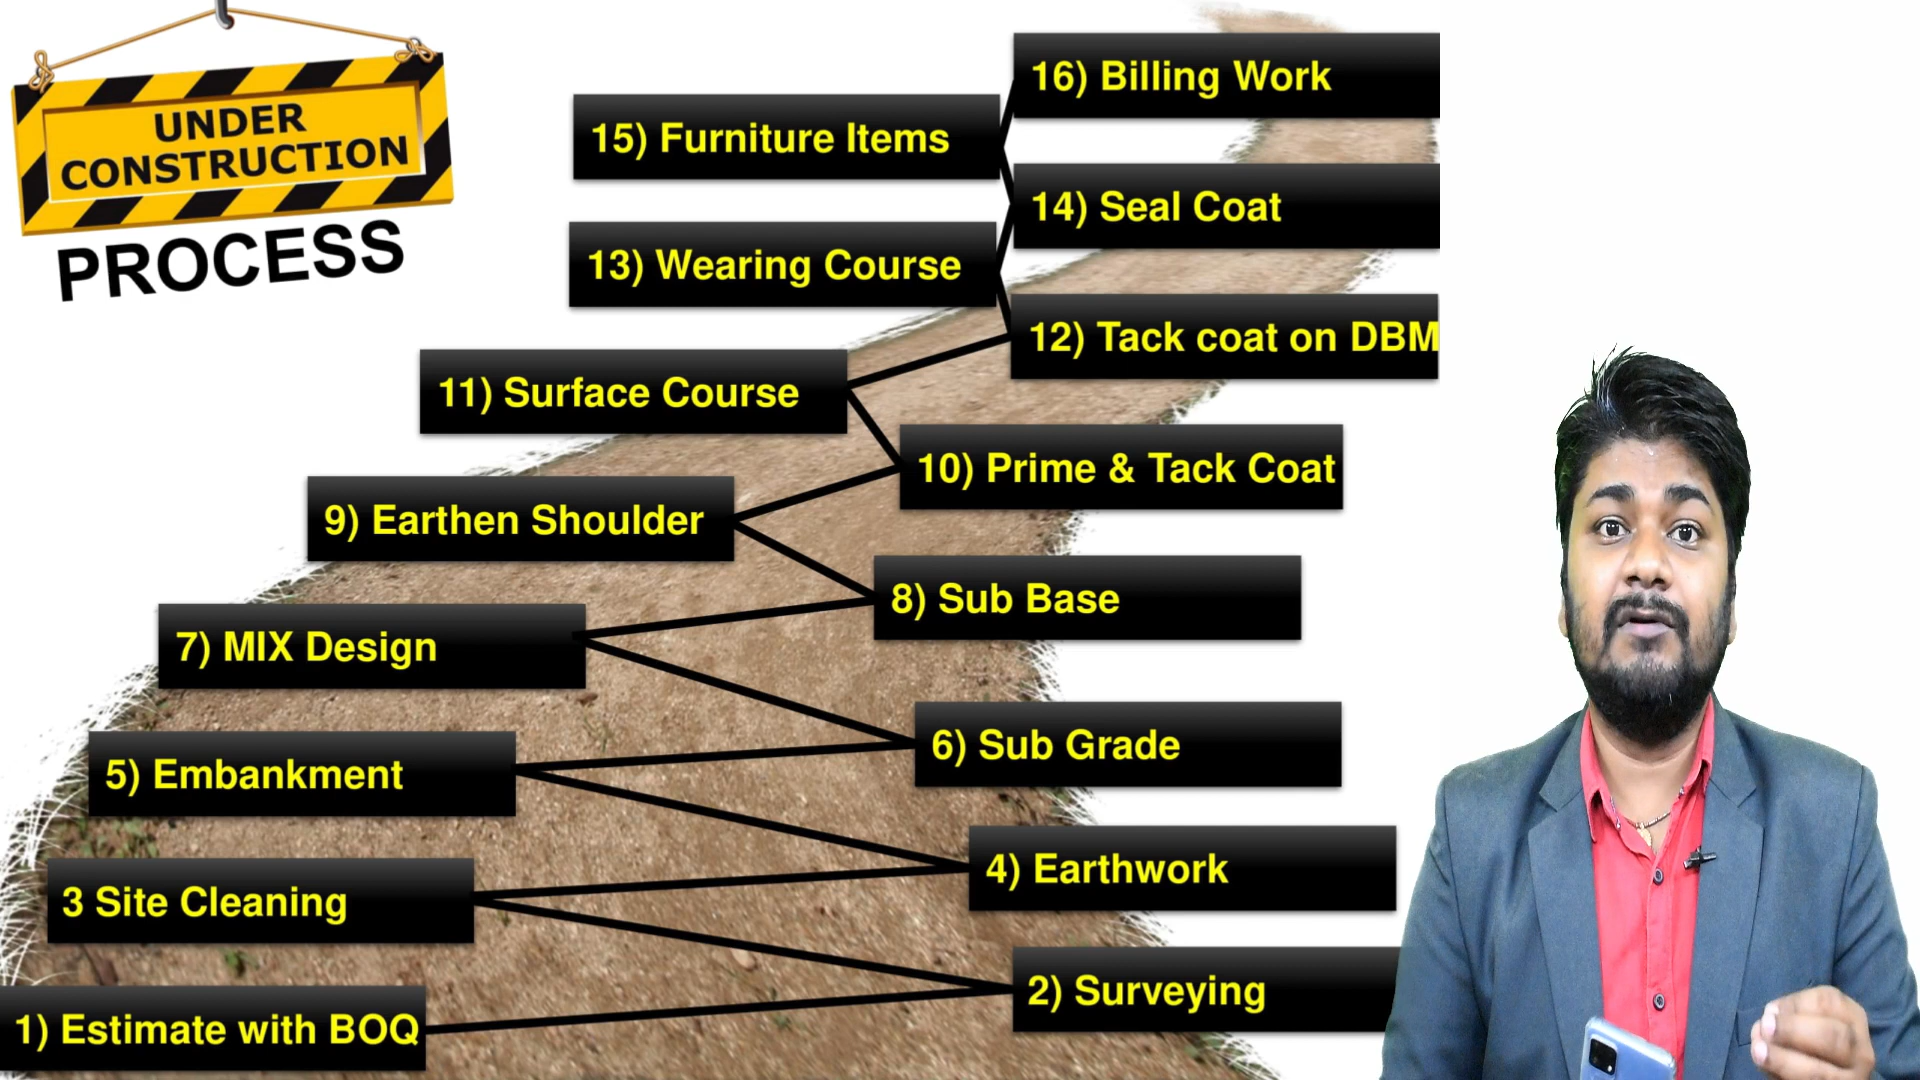 UNDER
CONSTRUCTION
PROCESS
16) Billing Work
15) Furniture Items
14) Seal Coat
13) Wearing Course
12) Tack coat on DBM
11) Surface Course
10) Prime & Tack Coat
9) Earthen Shoulder
8) Sub Base
7) MIX Design
6) Sub Grade
5) Embankment
4) Earthwork
3 Site Cleaning
2) Surveying
1) Estimate with BOQ